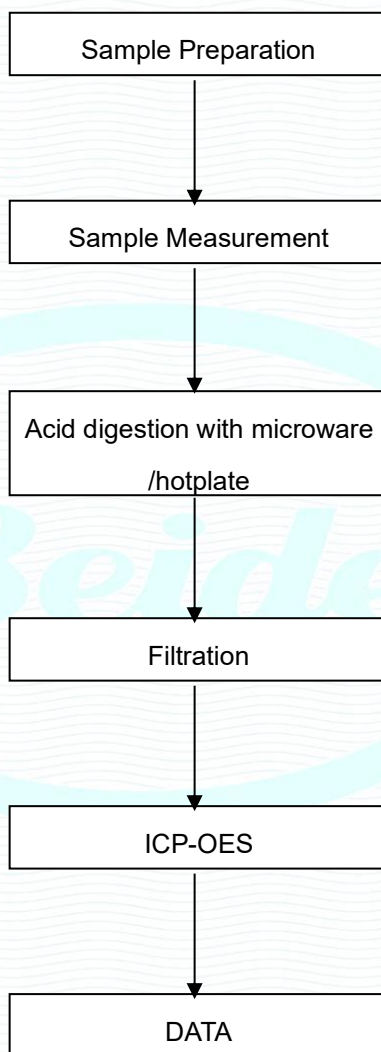 Sample Preparation
Sample Measurement
Acid digestion with microware
/hotplate
Filtration
ICP-OES
DATA